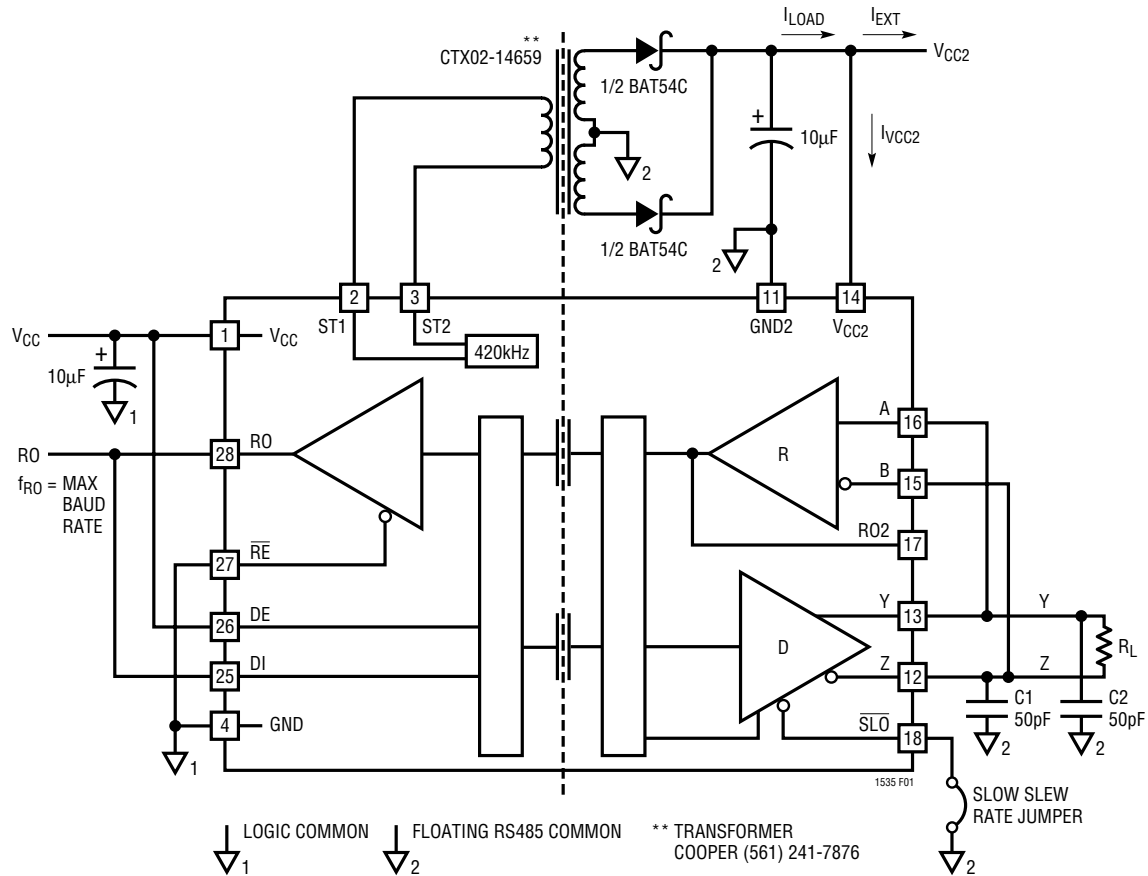 **
CTX02-14659
I_LOAD
I_EXT
V_CC2
1/2 BAT54C
+
10µF
I_VCC2
2
1/2 BAT54C
2
2
3
11
14
ST1
ST2
GND2
V_CC2
420kHz
V_CC
1
V_CC
+
10µF
1
RO
28
RO
f_RO = MAX
BAUD
RATE
R
A
16
B
15
RO2
17
27
R̅E̅
26
DE
25
DI
4
GND
1
D
Y
13
Y
Z
12
Z
R_L
C1
50pF
C2
50pF
2
2
S̅L̅O̅
18
1535 F01
SLOW SLEW
RATE JUMPER
2
LOGIC COMMON
1
FLOATING RS485 COMMON
2
** TRANSFORMER
COOPER (561) 241-7876